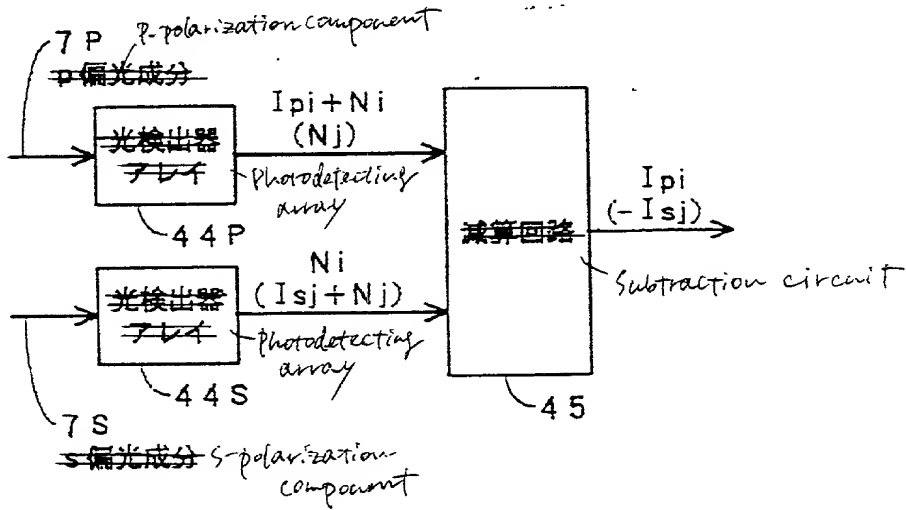 7P P-polarization component
p偏光成分
光検出器
アレイ
Ipi+Ni
(Nj)
Photodetecting
array
44P
減算回路
Ipi
(-Isj)
Subtraction circuit
光検出器
アレイ
Ni
(Isj+Nj)
Photodetecting
array
44S
45
7S
s偏光成分 S-polarization
component